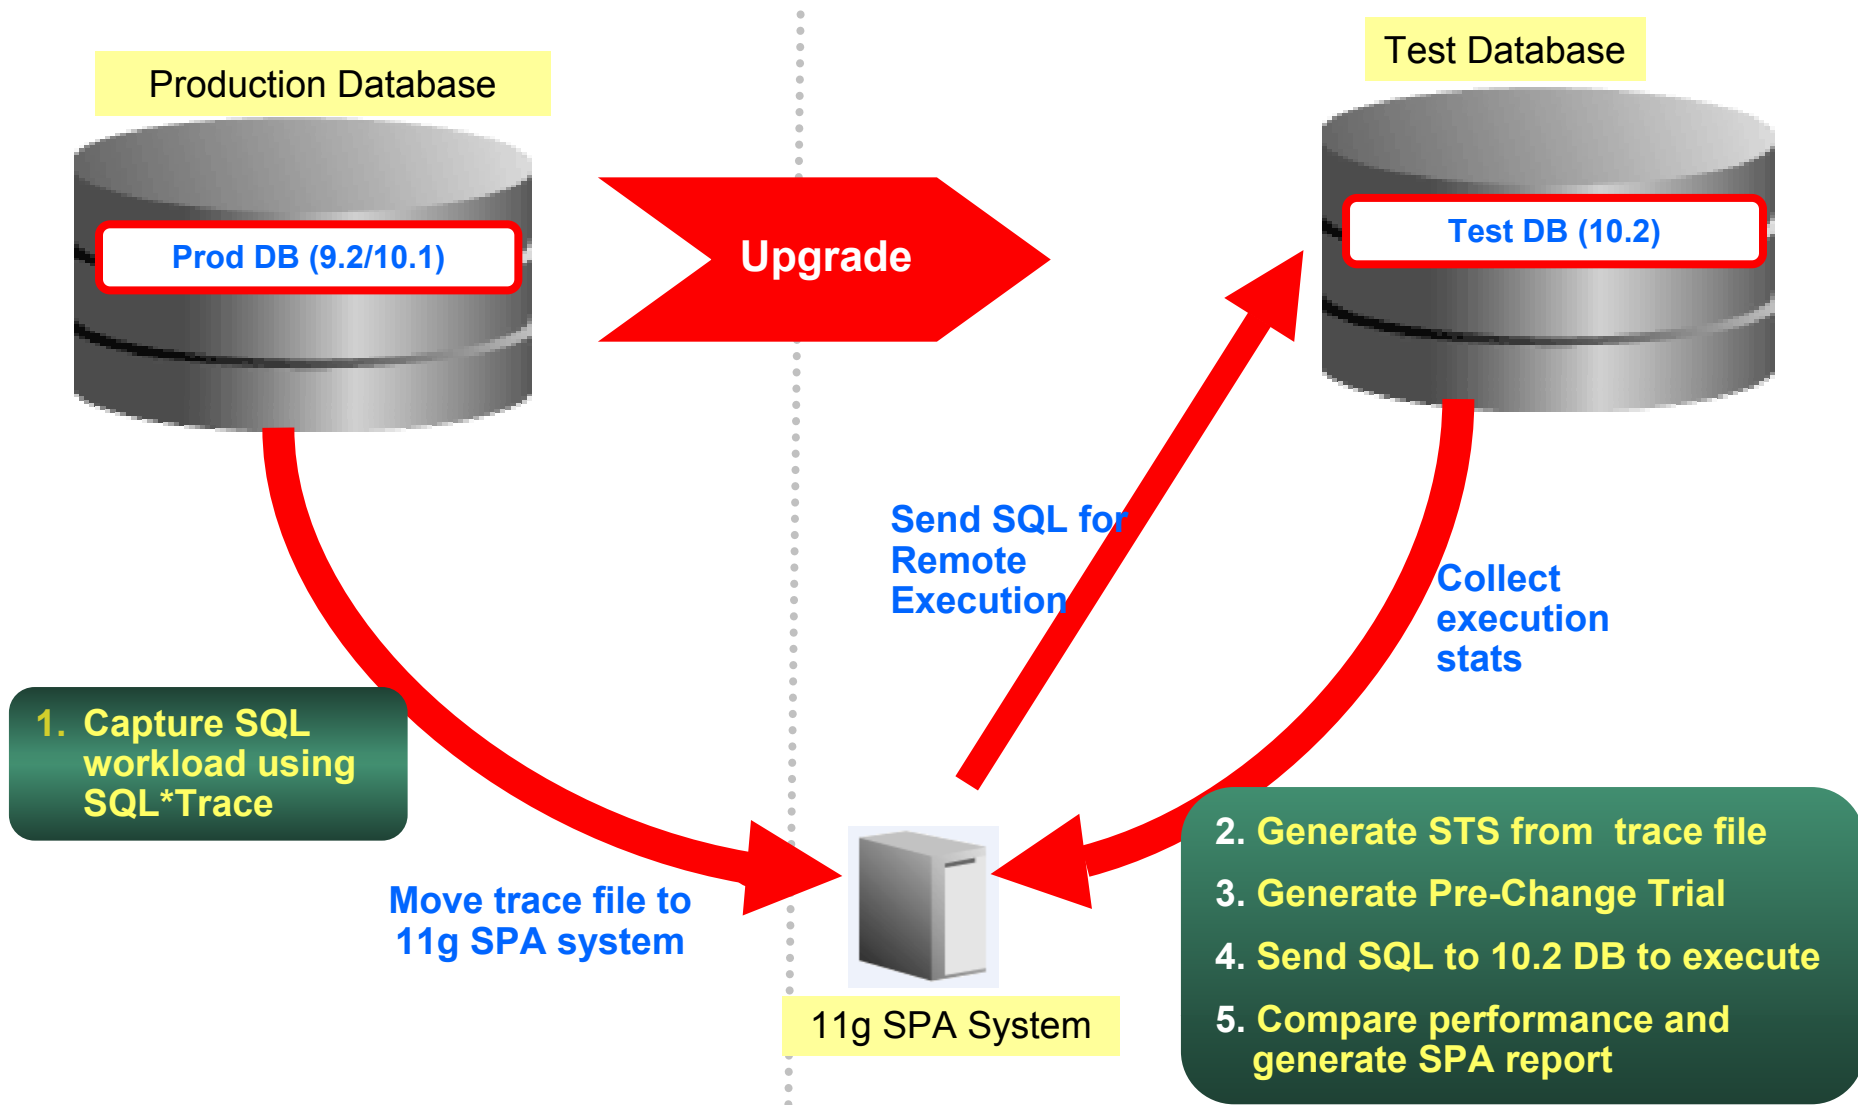 Production Database
Test Database
Prod DB (9.2/10.1)
Upgrade
Test DB (10.2)
Send SQL for
Remote
Execution
Collect
execution
stats
1. Capture SQL
workload using
SQL*Trace
Move trace file to
11g SPA system
11g SPA System
2. Generate STS from trace file
3. Generate Pre-Change Trial
4. Send SQL to 10.2 DB to execute
5. Compare performance and
generate SPA report